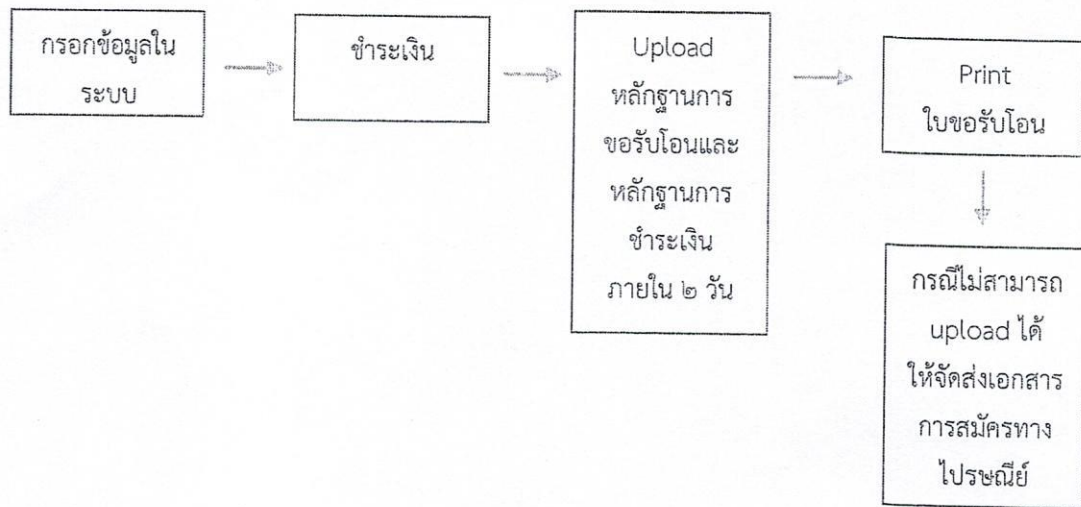 กรอกข้อมูลใน
ระบบ
ชำระเงิน
Upload
หลักฐานการ
ขอรับโอนและ
หลักฐานการ
ชำระเงิน
ภายใน ๒ วัน
Print
ใบขอรับโอน
กรณีไม่สามารถ
upload ได้
ให้จัดส่งเอกสาร
การสมัครทาง
ไปรษณีย์